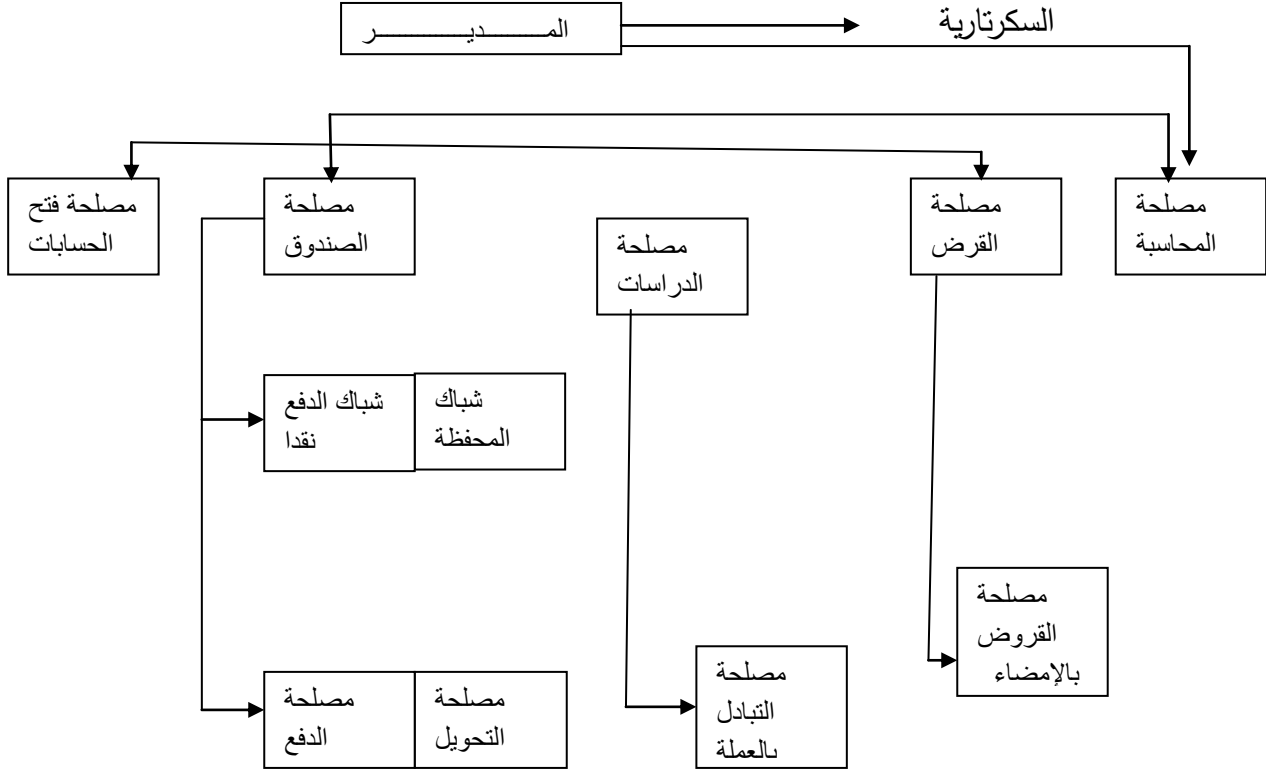 المـــــــــديـــــــــــر
السكرتارية
مصلحة
المحاسبة
مصلحة
القرض
مصلحة
الدراسات
مصلحة
الصندوق
مصلحة فتح
الحسابات
شباك
المحفظة
شباك الدفع
نقدا
مصلحة
القروض
بالإمضاء
مصلحة
التبادل
بالعملة
مصلحة
التحويل
مصلحة
الدفع